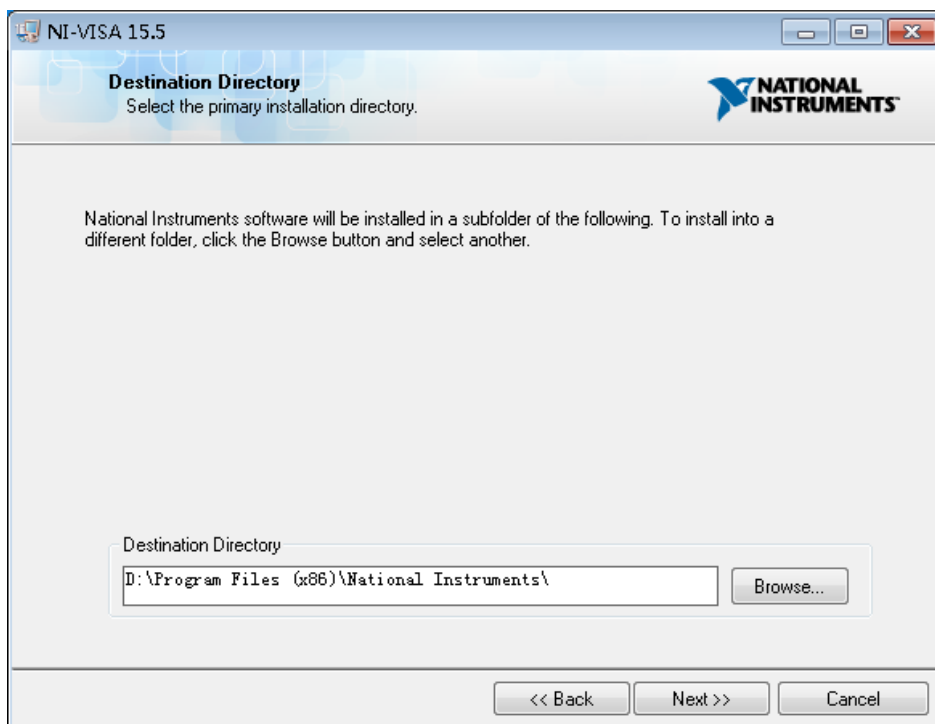 NI-VISA 15.5
Destination Directory
Select the primary installation directory.
NATIONAL
INSTRUMENTS™
National Instruments software will be installed in a subfolder of the following. To install into a
different folder, click the Browse button and select another.
Destination Directory
D:\Program Files (x86)\National Instruments\
Browse...
<< Back
Next >>
Cancel